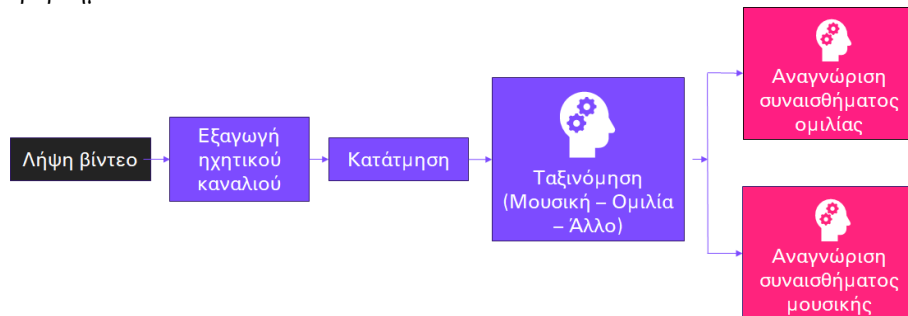 Λήψη βίντεο
Εξαγωγή
ηχητικού
καναλιού
Κατάτμηση
Ταξινόμηση
(Μουσική – Ομιλία
– Άλλο)
Αναγνώριση
συναισθήματος
ομιλίας
Αναγνώριση
συναισθήματος
μουσικής